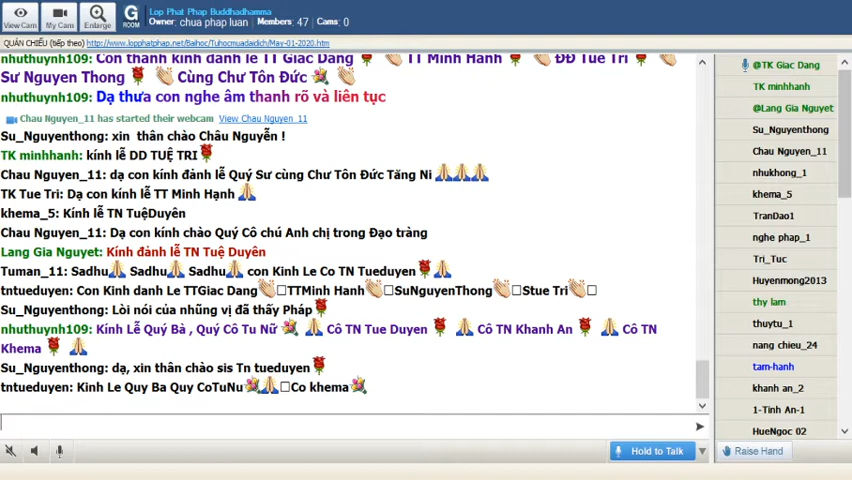 View Cam
My Cam
Enlarge
G
ROOM
Lop Phat Phap Buddhadhamma
Owner: chua phap luan Members: 47 Cams: 0
QUÁN CHIẾU (tiếp theo) http://www.lopphatphap.net/Baihoc/Tuhocmuadaidich/May-01-2020.htm
nhuthuynh109: Con thành kính lễ TT Giac Dang TT Minh Hanh ĐĐ Tue Tri
Sư Nguyen Thong Cùng Chư Tôn Đức
nhuthuynh109: Dạ thưa con nghe âm thanh rõ và liên tục
Chau Nguyen_11 has started their webcam View Chau Nguyen_11
Su_Nguyenthong: xin thân chào Châu Nguyễn !
TK minhhanh: kính lễ DD TUỆ TRI
Chau Nguyen_11: dạ con kính đảnh lễ Quý Sư cùng Chư Tôn Đức Tăng Ni
TK Tue Tri: Dạ con kính lễ TT Minh Hạnh
khema_5: Kính lễ TN TuệDuyên
Chau Nguyen_11: Dạ con kính chào Quý Cô chú Anh chị trong Đạo tràng
Lang Gia Nguyet: Kính đảnh lễ TN Tuệ Duyên
Tuman_11: Sadhu Sadhu Sadhu con Kinh Le Co TN Tueduyen
tntueduyen: Con Kinh danh Le TTGiac Dang TTMinh Hanh SuNguyenThong Stue Tri
Su_Nguyenthong: Lòi nói của nhũng vị đã thấy Pháp
nhuthuynh109: Kính Lễ Quý Bà , Quý Cô Tu Nữ Cô TN Tue Duyen Cô TN Khanh An Cô TN
Khema
Su_Nguyenthong: dạ, xin thân chào sis Tn tueduyen
tntueduyen: Kinh Le Quy Ba Quy CoTuNu Co khema
Hold to Talk
Raise Hand
@TK Giac Dang
TK minhhanh
@Lang Gia Nguyet
Su_Nguyenthong
Chau Nguyen_11
nhukhong_1
khema_5
TranDao1
nghe phap_1
Tri_Tuc
Huyenmong2013
thy lam
thuytu_1
nang chieu_24
tam-hanh
khanh an_2
1-Tinh An-1
HueNgoc 02